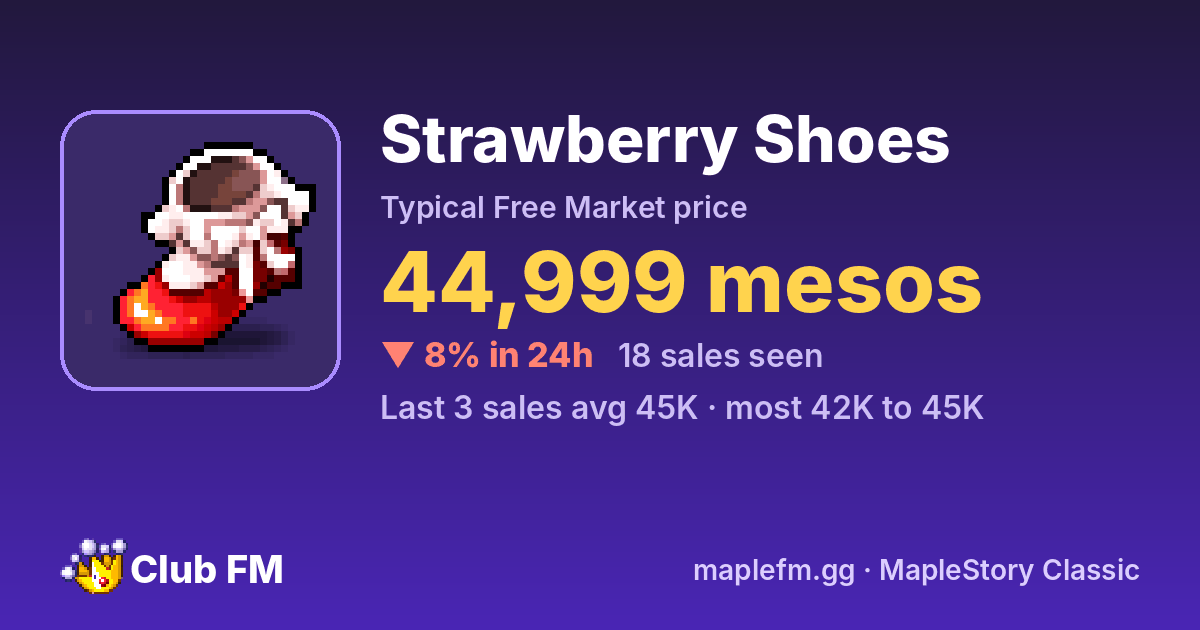 Strawberry Shoes
Typical Free Market price
44,999 mesos
▼ 8% in 24h 18 sales seen
Last 3 sales avg 45K · most 42K to 45K
Club FM
maplefm.gg · MapleStory Classic